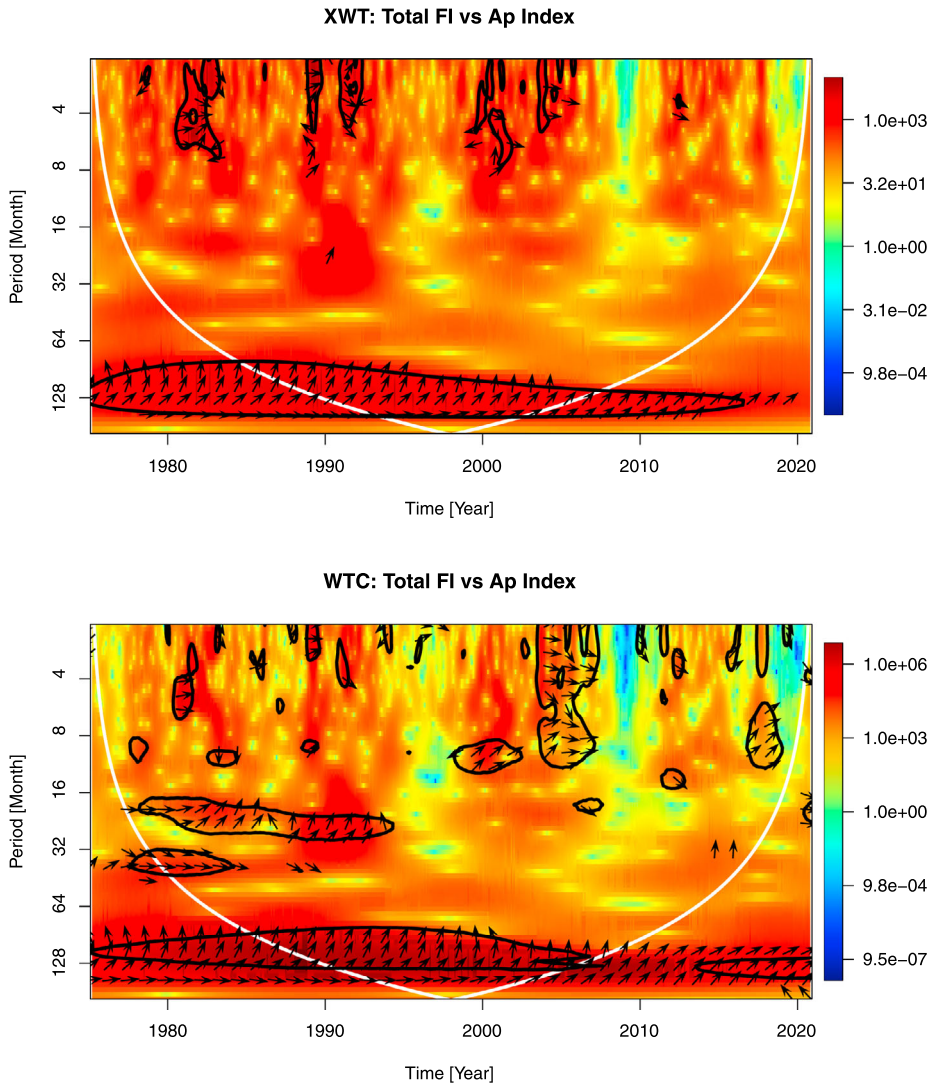 XWT: Total FI vs Ap Index
Period [Month]
4
8
16
32
64
128
1980
1990
2000
2010
2020
Time [Year]
1.0e+03
3.2e+01
1.0e+00
3.1e−02
9.8e−04
WTC: Total FI vs Ap Index
Period [Month]
4
8
16
32
64
128
1980
1990
2000
2010
2020
Time [Year]
1.0e+06
1.0e+03
1.0e+00
9.8e−04
9.5e−07